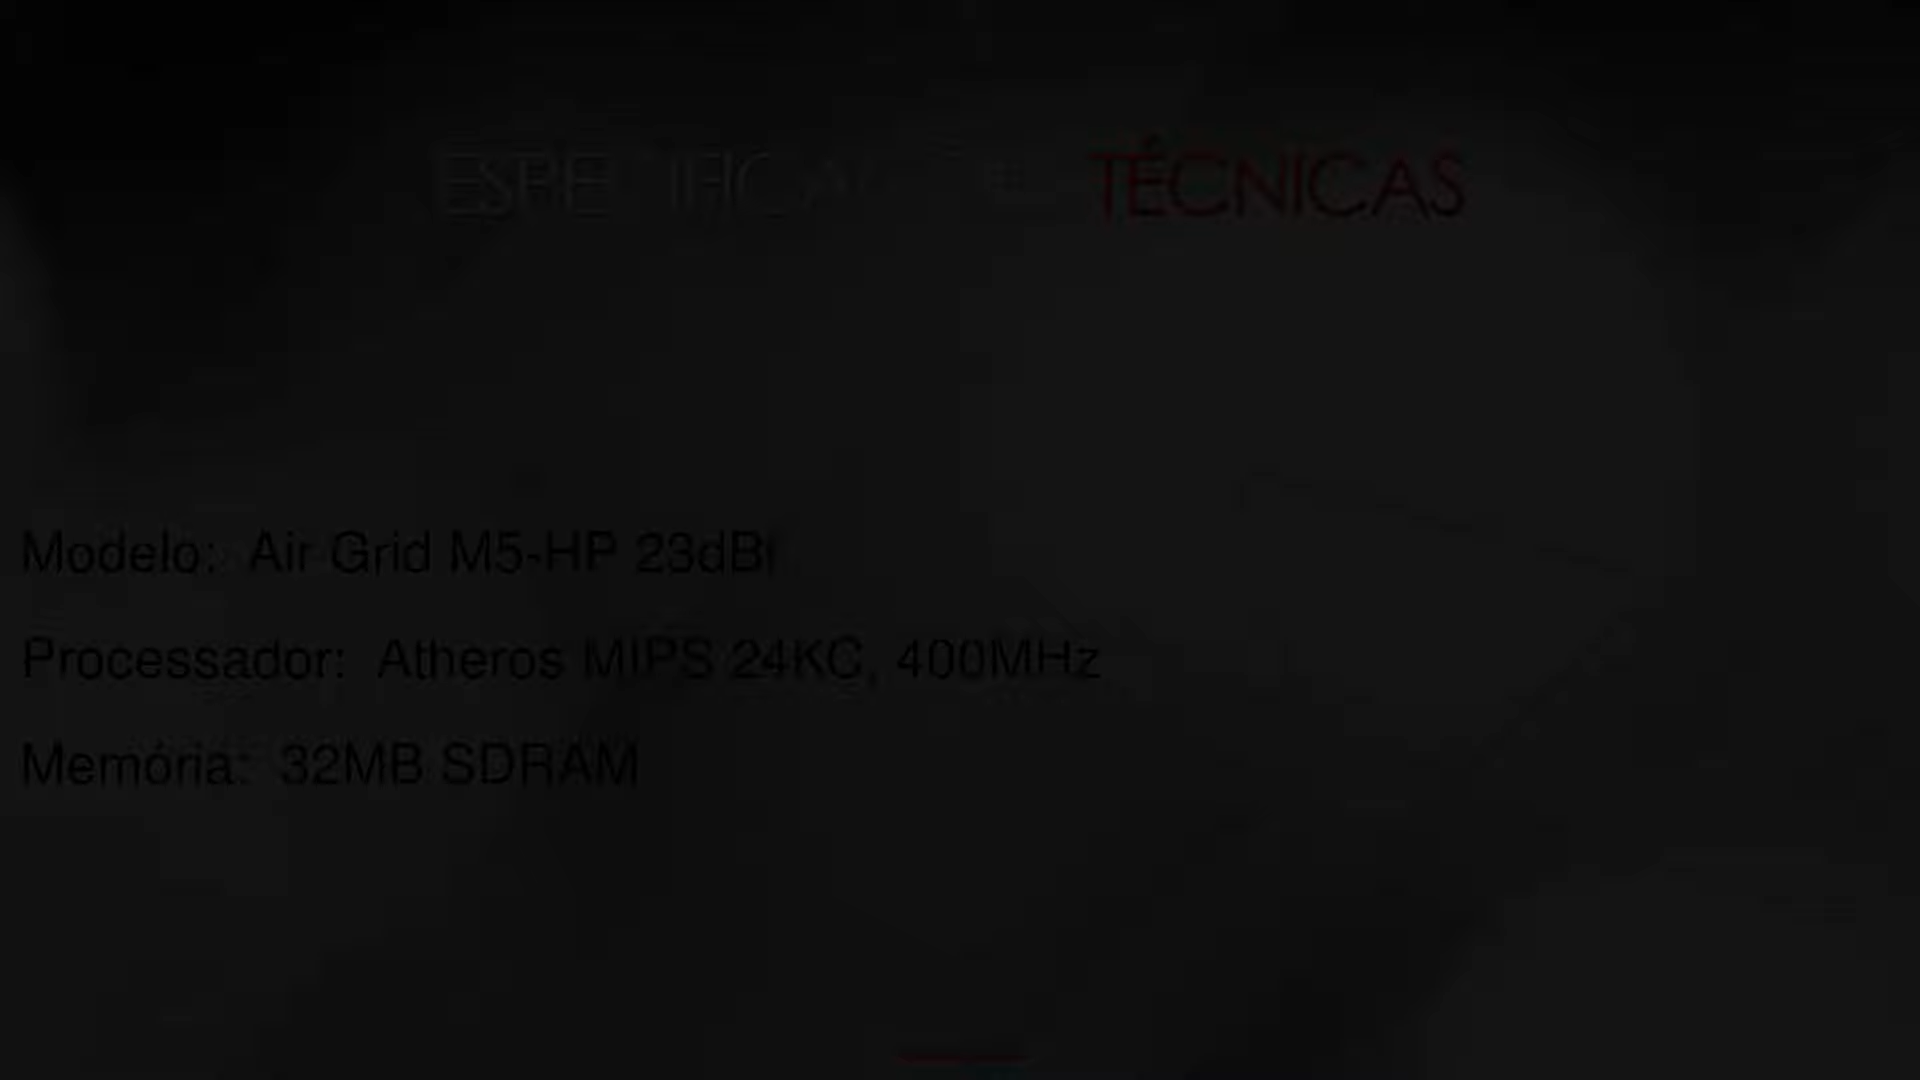 TÉCNICAS
Modelo: Air Grid M5-HP 23dBi
Processador: Atheros MIPS 24KC, 400MHz
Memória: 32MB SDRAM